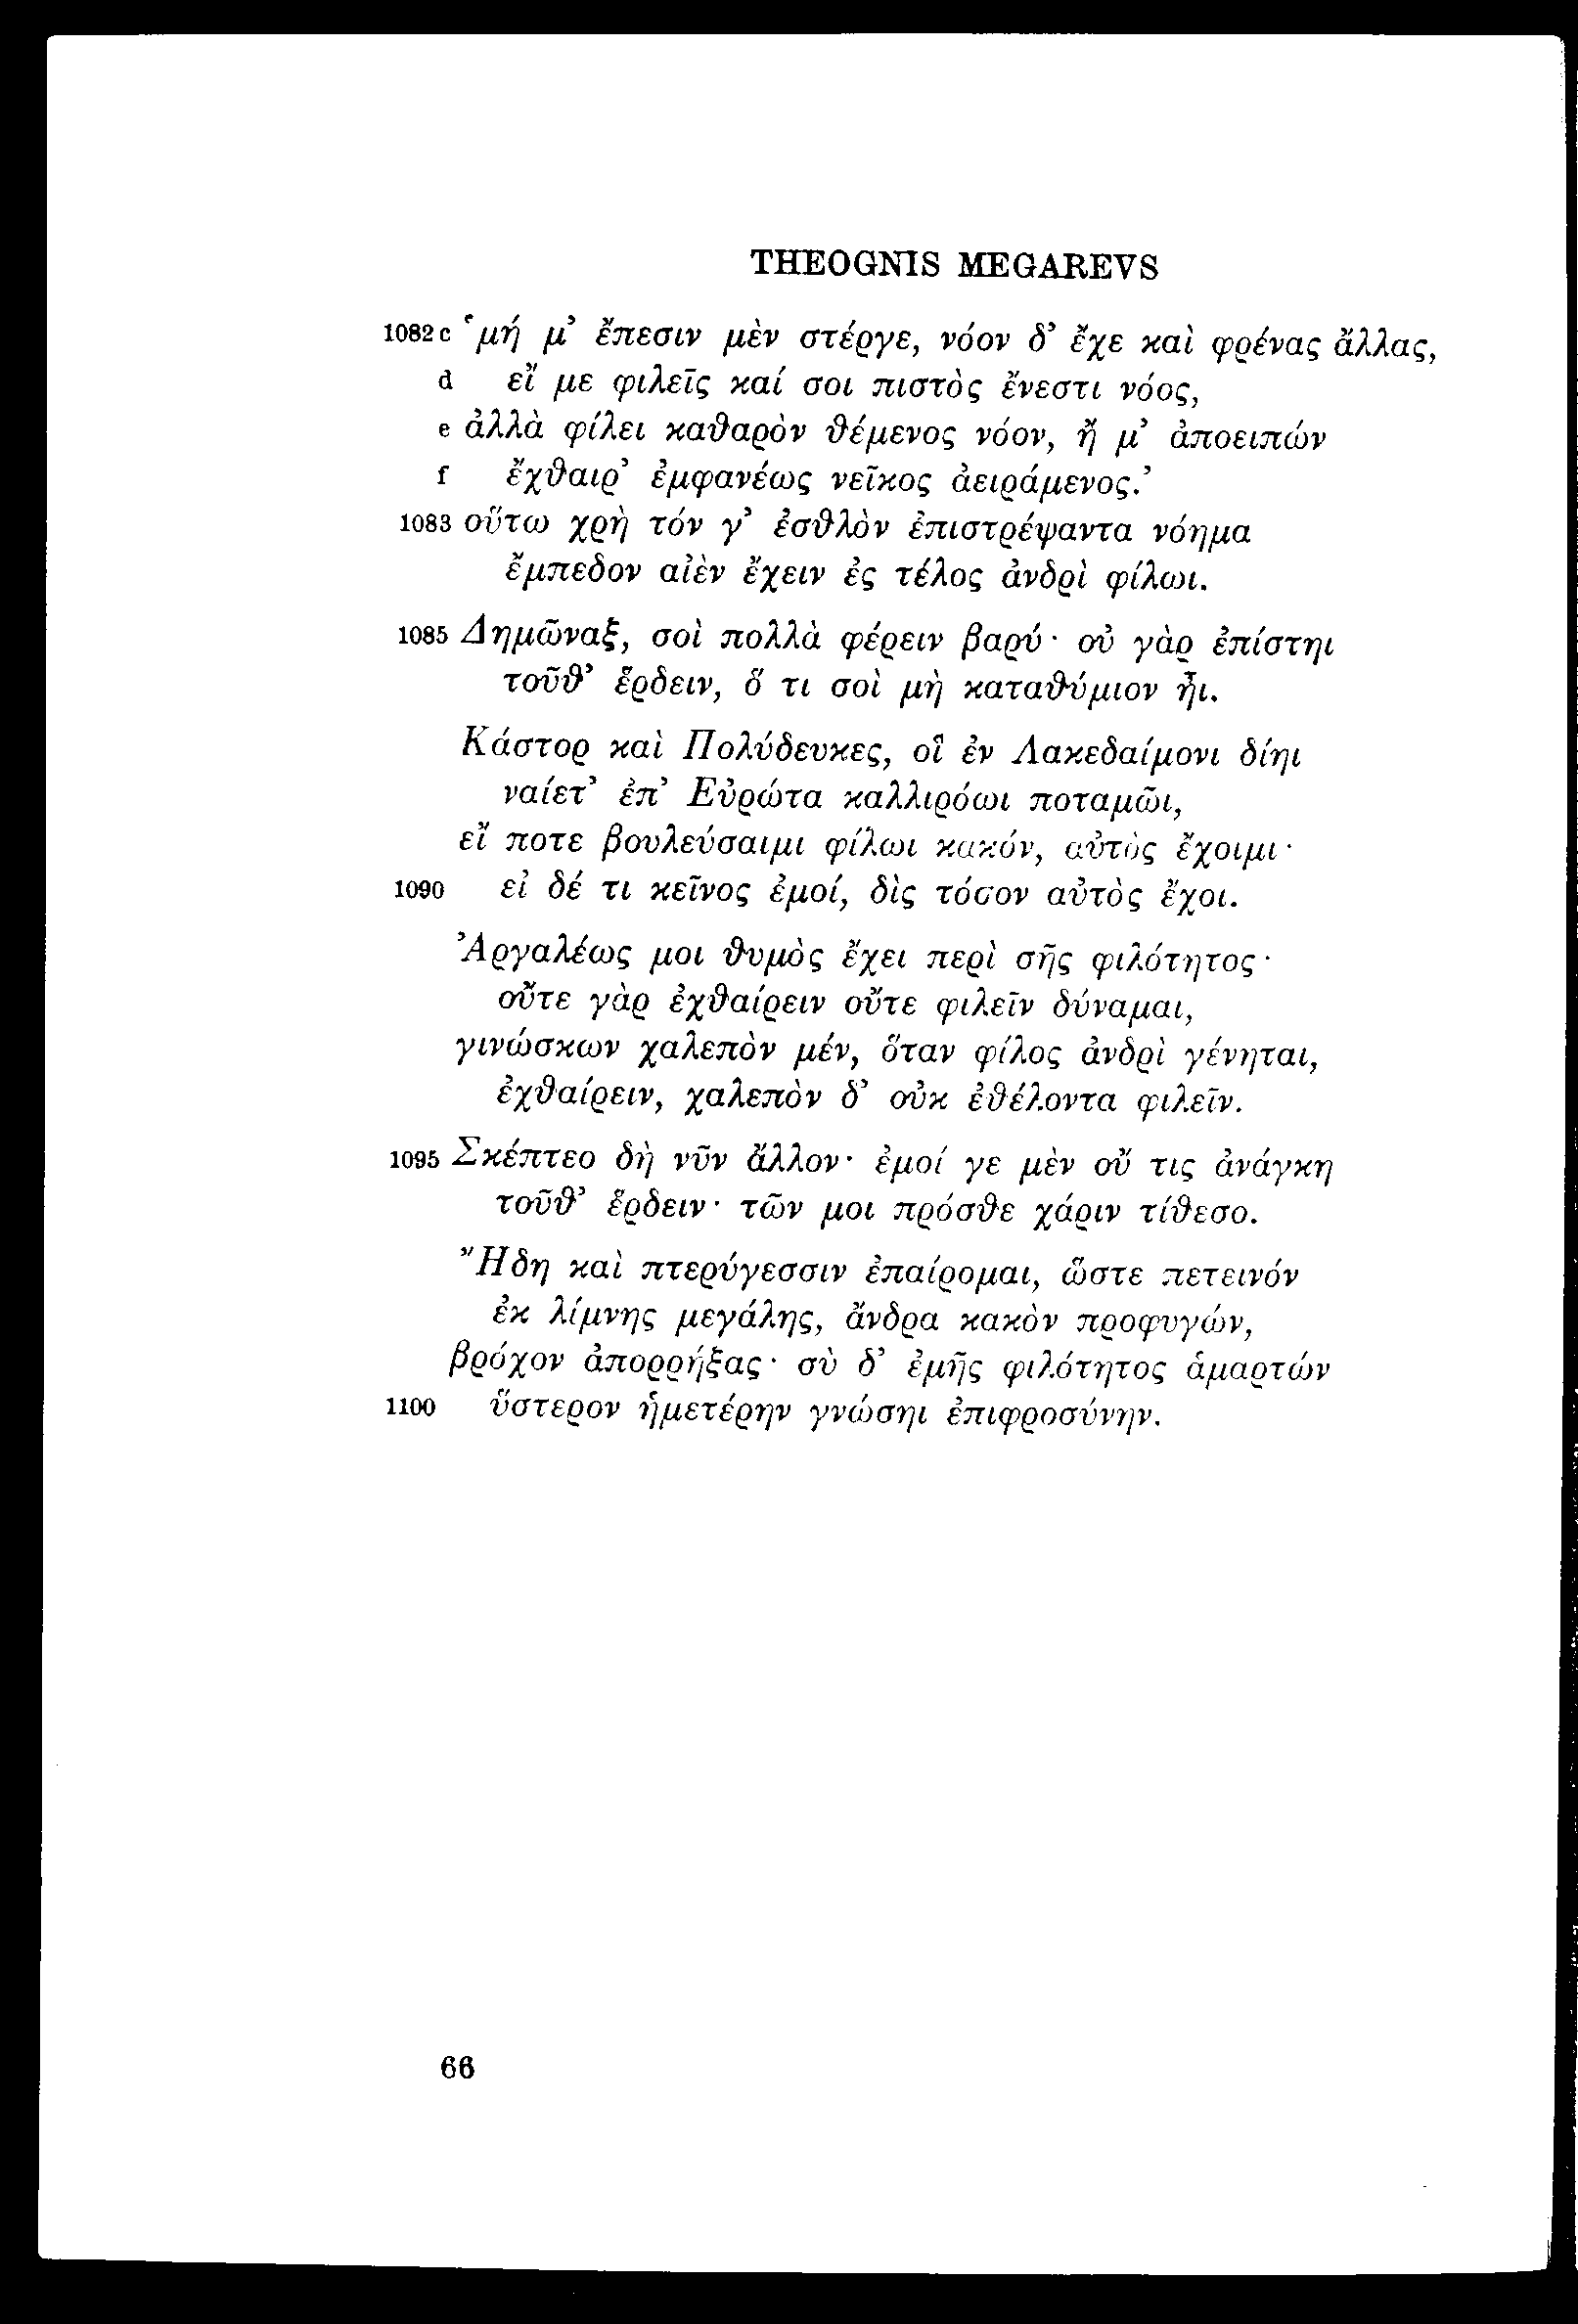 THEOGNIS MEGAREVS
1082 c ‘μή μ’ ἔπεσιν μὲν στέργε, νόον δ’ ἔχε καὶ φρένας ἄλλας,
d εἴ με φιλεῖς καί σοι πιστὸς ἔνεστι νόος,
e ἀλλὰ φίλει καθαρὸν θέμενος νόον, ἤ μ’ ἀποειπών
f ἔχθαιρ’ ἐμφανέως νεῖκος ἀειράμενος.’
1083 οὕτω χρὴ τόν γ’ ἐσθλὸν ἐπιστρέψαντα νόημα
ἔμπεδον αἰὲν ἔχειν ἐς τέλος ἀνδρὶ φίλωι.
1085 Δημῶναξ, σοὶ πολλὰ φέρειν βαρύ· οὐ γὰρ ἐπίστηι
τοῦθ’ ἔρδειν, ὅ τι σοὶ μὴ καταθύμιον ἦι.
Κάστορ καὶ Πολύδευκες, οἳ ἐν Λακεδαίμονι δίηι
ναίετ’ ἐπ’ Εὐρώτα καλλιρόωι ποταμῶι,
εἴ ποτε βουλεύσαιμι φίλωι κακόν, αὐτὸς ἔχοιμι·
1090 εἰ δέ τι κεῖνος ἐμοί, δὶς τόσον αὐτὸς ἔχοι.
Ἀργαλέως μοι θυμὸς ἔχει περὶ σῆς φιλότητος·
οὔτε γὰρ ἐχθαίρειν οὔτε φιλεῖν δύναμαι,
γινώσκων χαλεπὸν μέν, ὅταν φίλος ἀνδρὶ γένηται,
ἐχθαίρειν, χαλεπὸν δ’ οὐκ ἐθέλοντα φιλεῖν.
1095 Σκέπτεο δὴ νῦν ἄλλον· ἐμοί γε μὲν οὔ τις ἀνάγκη
τοῦθ’ ἔρδειν· τῶν μοι πρόσθε χάριν τίθεσο.
Ἤδη καὶ πτερύγεσσιν ἐπαίρομαι, ὥστε πετεινόν
ἐκ λίμνης μεγάλης, ἄνδρα κακὸν προφυγών,
βρόχον ἀπορρήξας· σὺ δ’ ἐμῆς φιλότητος ἁμαρτών
1100 ὕστερον ἡμετέρην γνώσηι ἐπιφροσύνην.
66